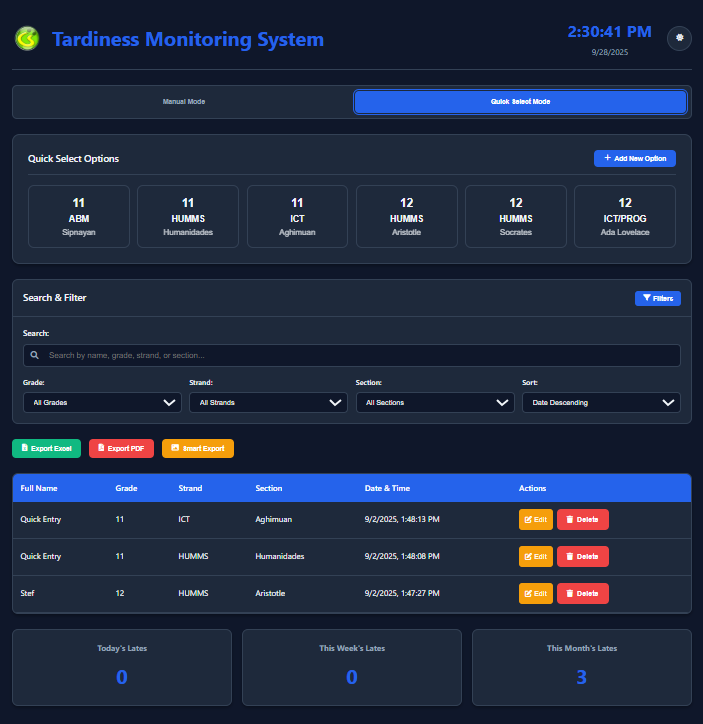 Tardiness Monitoring System
2:30:41 PM
9/28/2025
Manual Mode
Quick Select Mode
Quick Select Options
+ Add New Option
11
ABM
Sipnayan
11
HUMMS
Humanidades
11
ICT
Aghimuan
12
HUMMS
Aristotle
12
HUMMS
Socrates
12
ICT/PROG
Ada Lovelace
Search & Filter
Filters
Search:
Search by name, grade, strand, or section...
Grade:
Strand:
Section:
Sort:
All Grades
All Strands
All Sections
Date Descending
Export Excel
Export PDF
Smart Export
Full Name Grade Strand Section Date & Time Actions
Quick Entry 11 ICT Aghimuan 9/2/2025, 1:48:13 PM Edit Delete
Quick Entry 11 HUMMS Humanidades 9/2/2025, 1:48:08 PM Edit Delete
Stef 12 HUMMS Aristotle 9/2/2025, 1:47:27 PM Edit Delete
Today's Lates
0
This Week's Lates
0
This Month's Lates
3